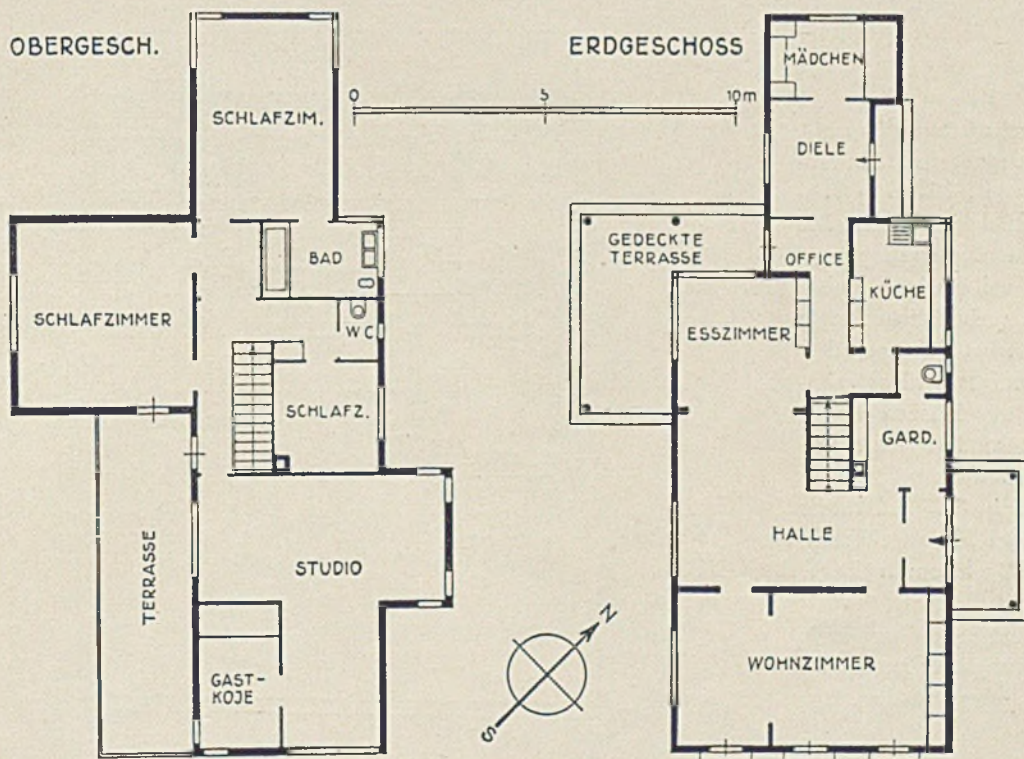 OBERGESCH.
SCHLAFZIM.
BAD
SCHLAFZIMMER
WC
SCHLAFZ.
TERRASSE
STUDIO
GAST-
KOJE
0 5 10m
N
S
ERDGESCHOSS
MÄDCHEN
DIELE
GEDECKTE
TERRASSE
OFFICE
KÜCHE
ESSZIMMER
GARD.
HALLE
WOHNZIMMER